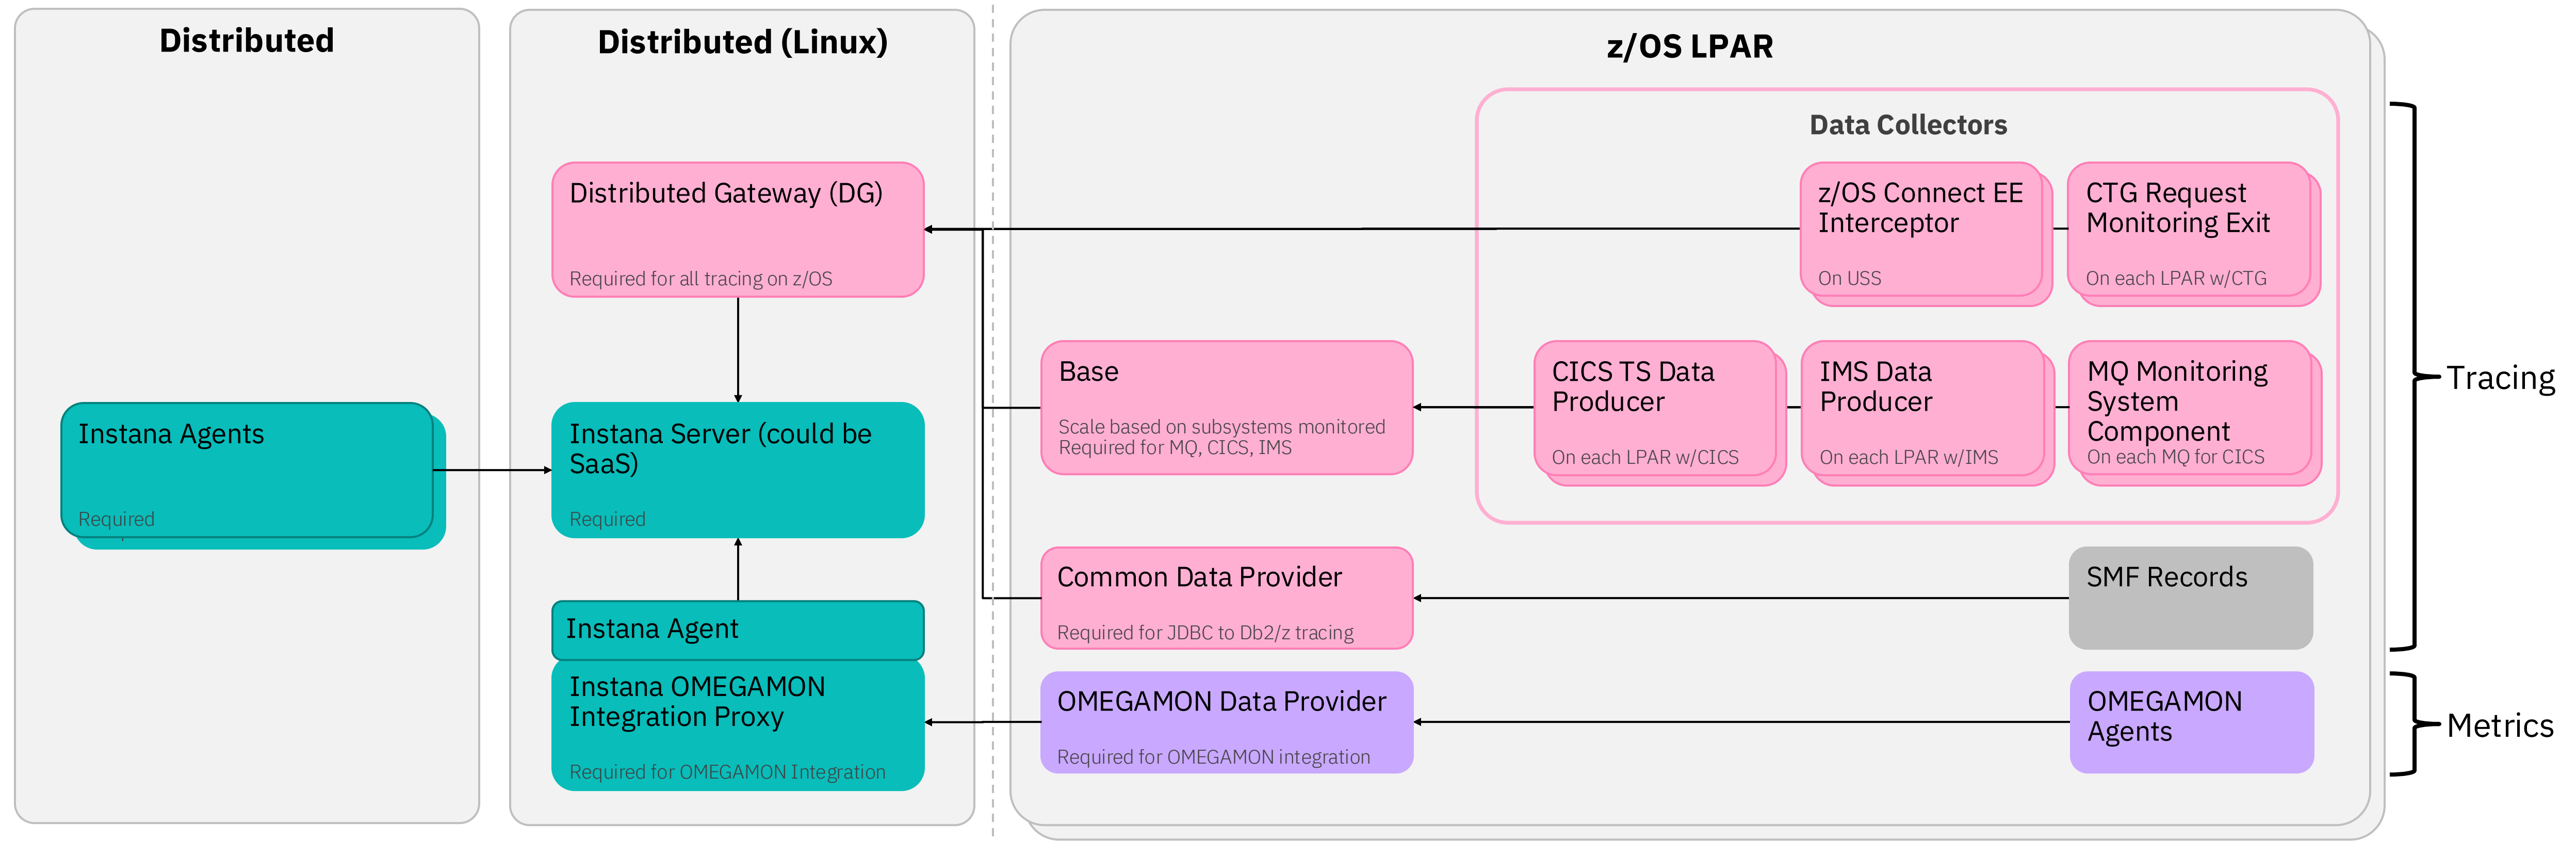 Distributed
Instana Agents
Required
Distributed (Linux)
Distributed Gateway (DG)
Required for all tracing on z/OS
Instana Server (could be
SaaS)
Required
Instana Agent
Instana OMEGAMON
Integration Proxy
Required for OMEGAMON Integration
z/OS LPAR
Data Collectors
z/OS Connect EE
Interceptor
On USS
CTG Request
Monitoring Exit
On each LPAR w/CTG
Base
Scale based on subsystems monitored
Required for MQ, CICS, IMS
CICS TS Data
Producer
On each LPAR w/CICS
IMS Data
Producer
On each LPAR w/IMS
MQ Monitoring
System
Component
On each MQ for CICS
Common Data Provider
Required for JDBC to Db2/z tracing
SMF Records
OMEGAMON Data Provider
Required for OMEGAMON integration
OMEGAMON
Agents
Tracing
Metrics